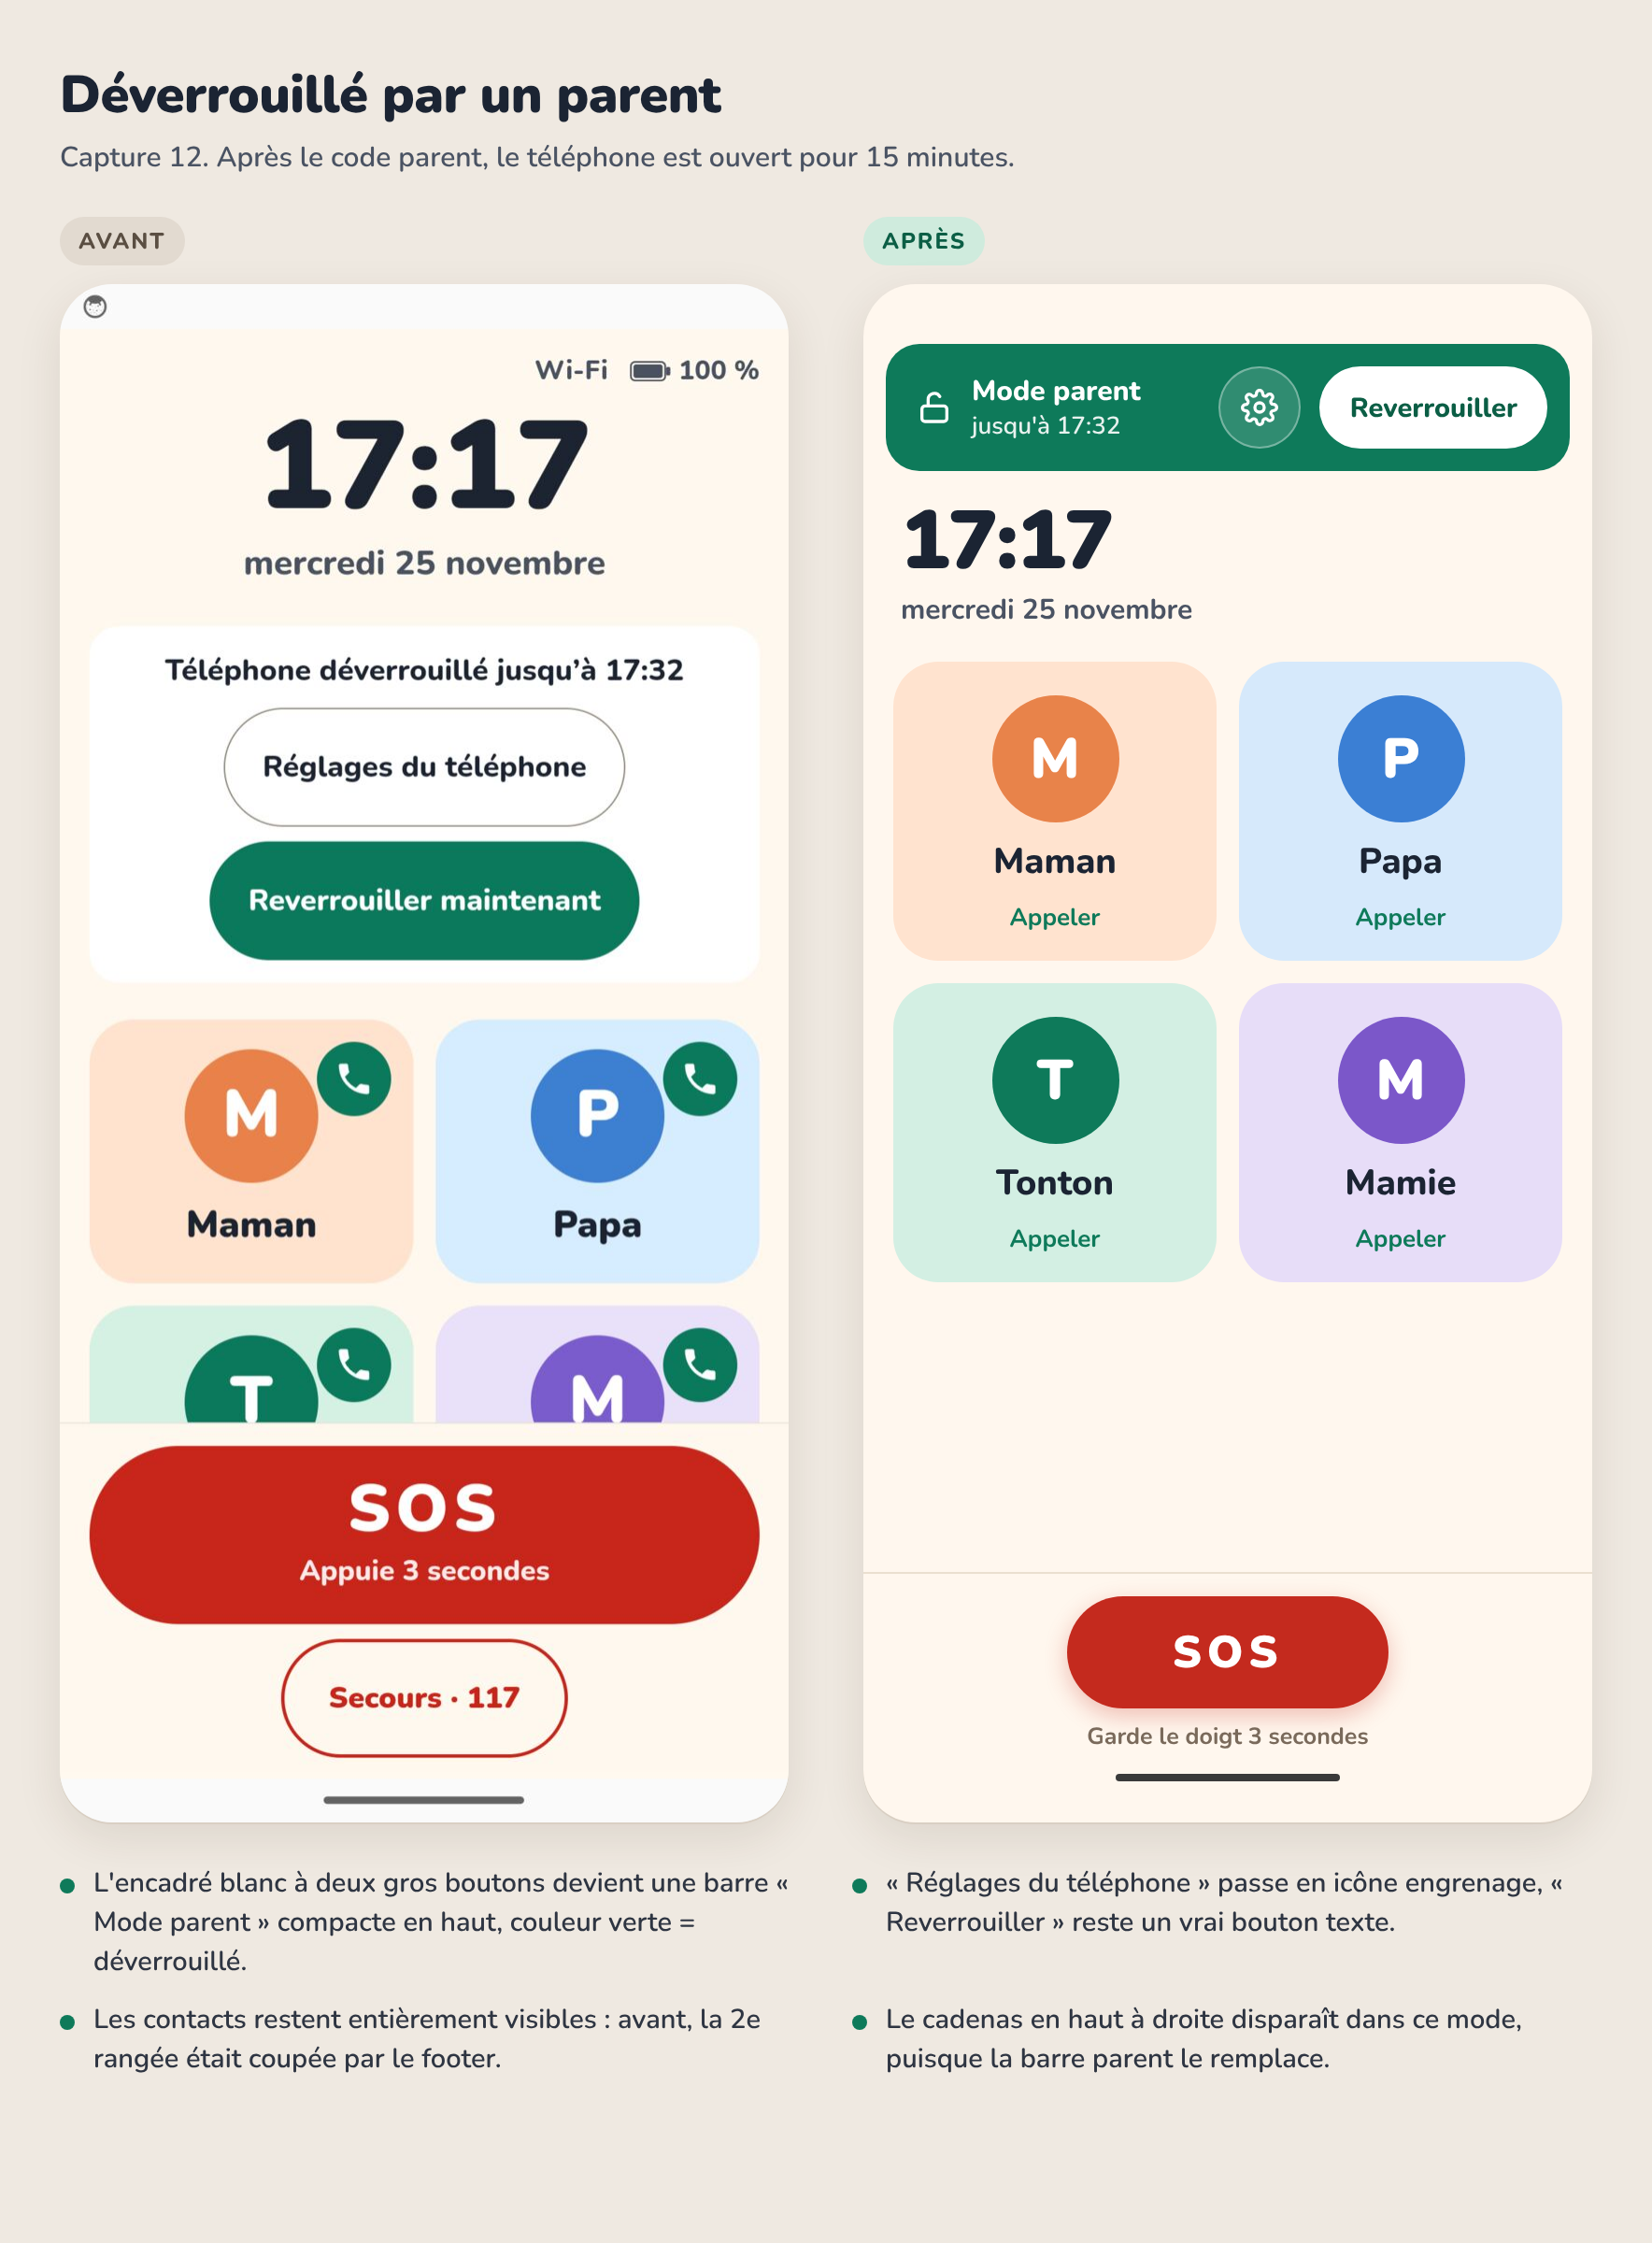 Déverrouillé par un parent
Capture 12. Après le code parent, le téléphone est ouvert pour 15 minutes.
AVANT
Wi-Fi 100 %
17:17
mercredi 25 novembre
Téléphone déverrouillé jusqu’à 17:32
Réglages du téléphone
Reverrouiller maintenant
M
Maman
P
Papa
T
M
SOS
Appuie 3 secondes
Secours · 117
APRÈS
Mode parent
jusqu'à 17:32
Reverrouiller
17:17
mercredi 25 novembre
M
Maman
Appeler
P
Papa
Appeler
T
Tonton
Appeler
M
Mamie
Appeler
SOS
Garde le doigt 3 secondes
L'encadré blanc à deux gros boutons devient une barre «
Mode parent » compacte en haut, couleur verte =
déverrouillé.
« Réglages du téléphone » passe en icône engrenage, «
Reverrouiller » reste un vrai bouton texte.
Les contacts restent entièrement visibles : avant, la 2e
rangée était coupée par le footer.
Le cadenas en haut à droite disparaît dans ce mode,
puisque la barre parent le remplace.